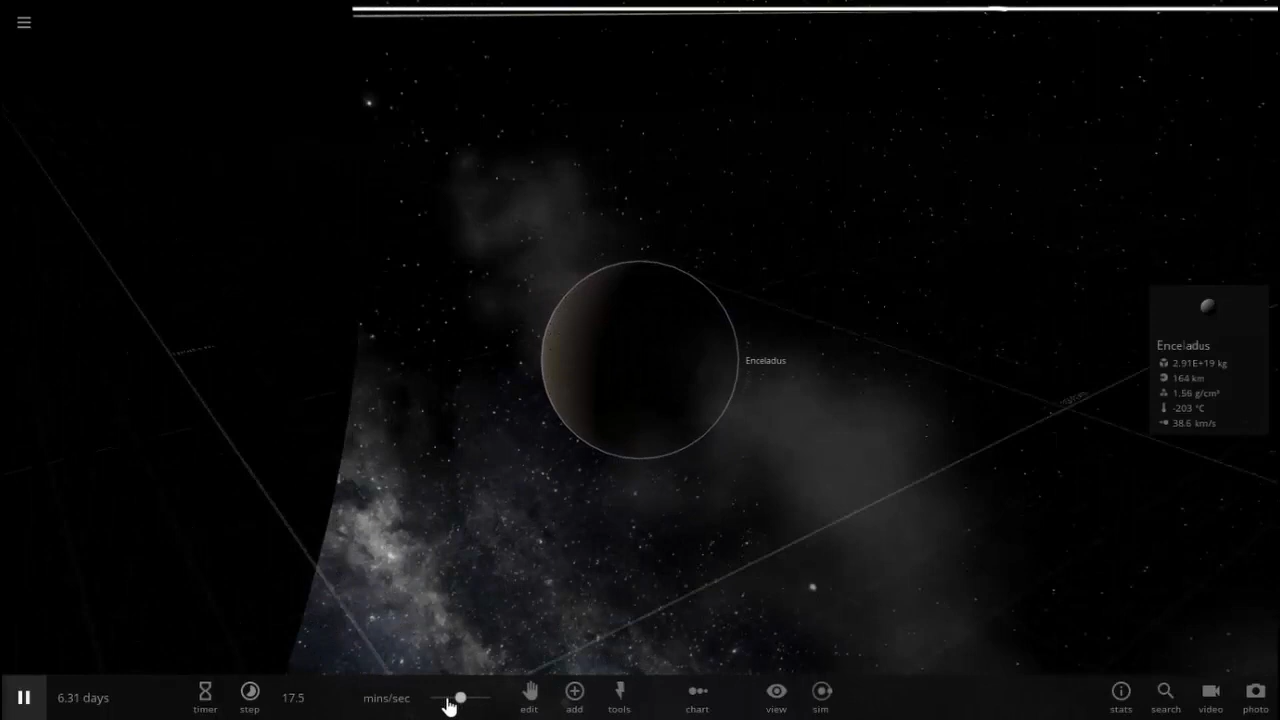 Enceladus
Enceladus
2.91E+19 kg
164 km
1.56 g/cm³
-203 °C
38.6 km/s
6.31 days
timer
step
17.5
mins/sec
edit
add
tools
chart
view
sim
stats
search
video
photo